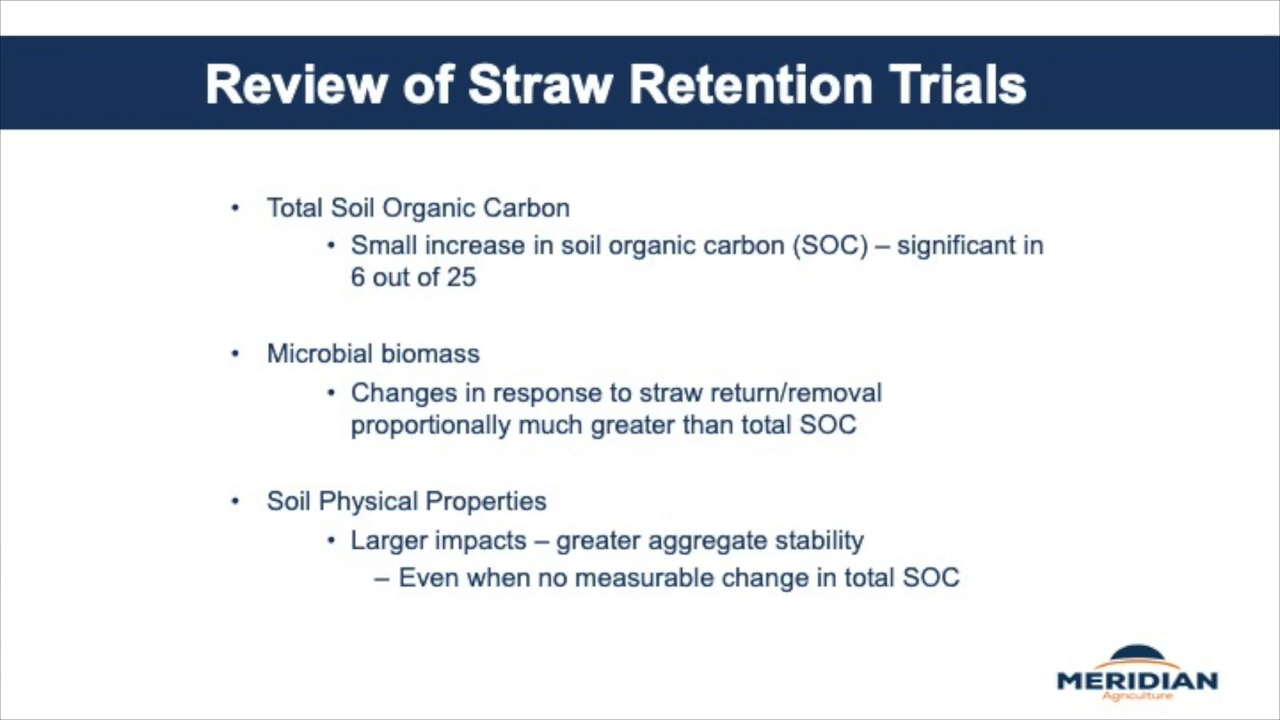 Review of Straw Retention Trials
• Total Soil Organic Carbon
• Small increase in soil organic carbon (SOC) – significant in
6 out of 25
• Microbial biomass
• Changes in response to straw return/removal
proportionally much greater than total SOC
• Soil Physical Properties
• Larger impacts – greater aggregate stability
– Even when no measurable change in total SOC
MERIDIAN
Agriculture